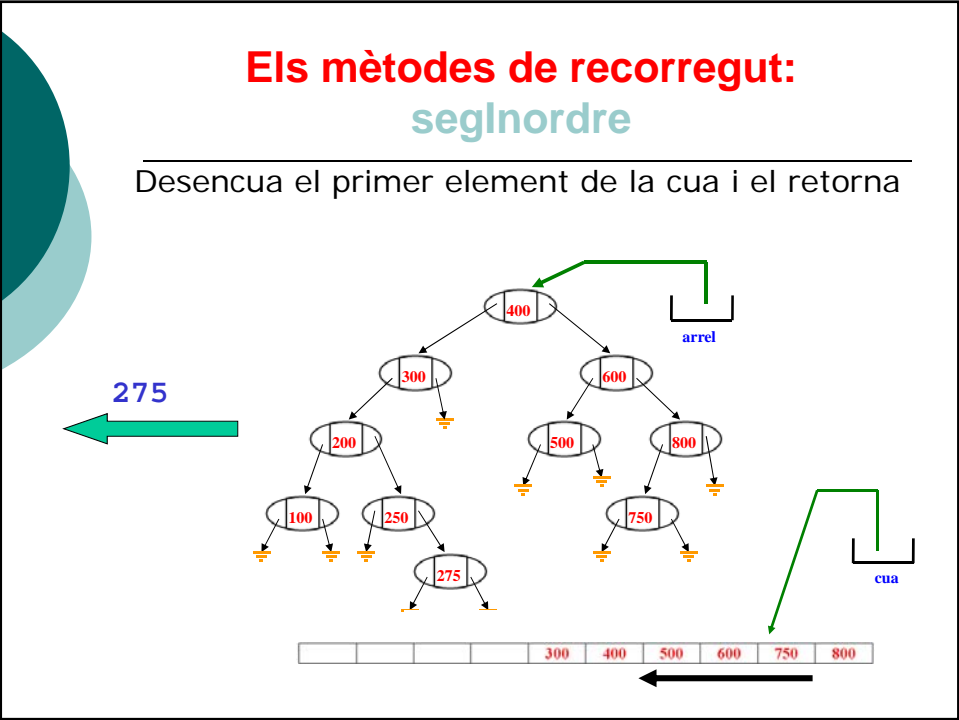 Els mètodes de recorregut:
segInordre
Desencua el primer element de la cua i el retorna
400
arrel
300
600
275
200
500
800
100
250
750
275
cua
300 400 500 600 750 800